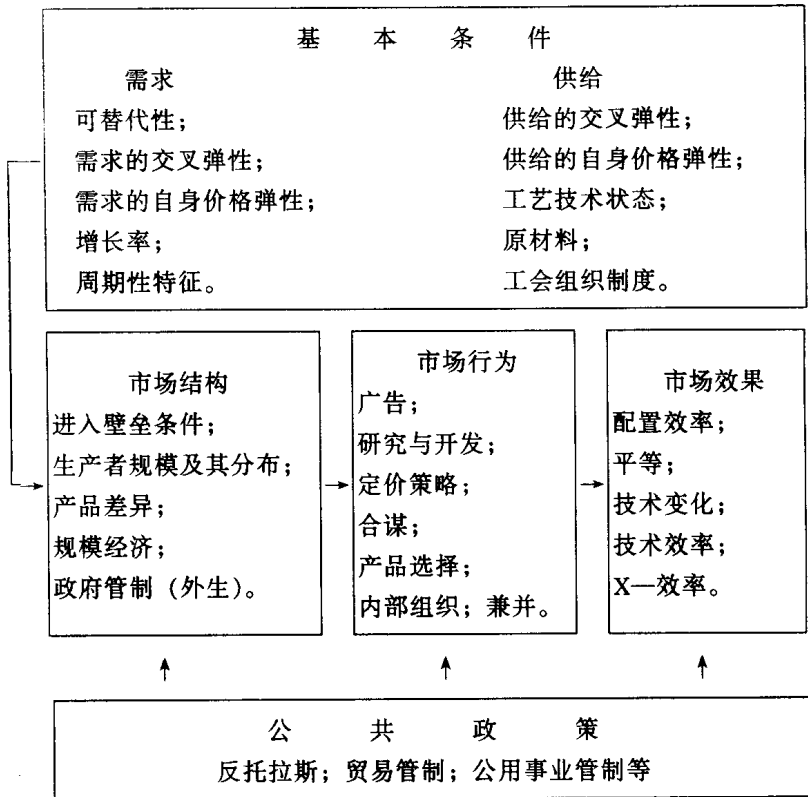 基本条件
需求
可替代性；
需求的交叉弹性；
需求的自身价格弹性；
增长率；
周期性特征。
供给
供给的交叉弹性；
供给的自身价格弹性；
工艺技术状态；
原材料；
工会组织制度。
市场结构
进入壁垒条件；
生产者规模及其分布；
产品差异；
规模经济；
政府管制（外生）。
市场行为
广告；
研究与开发；
定价策略；
合谋；
产品选择；
内部组织；兼并。
市场效果
配置效率；
平等；
技术变化；
技术效率；
X—效率。
公共政策
反托拉斯；贸易管制；公用事业管制等